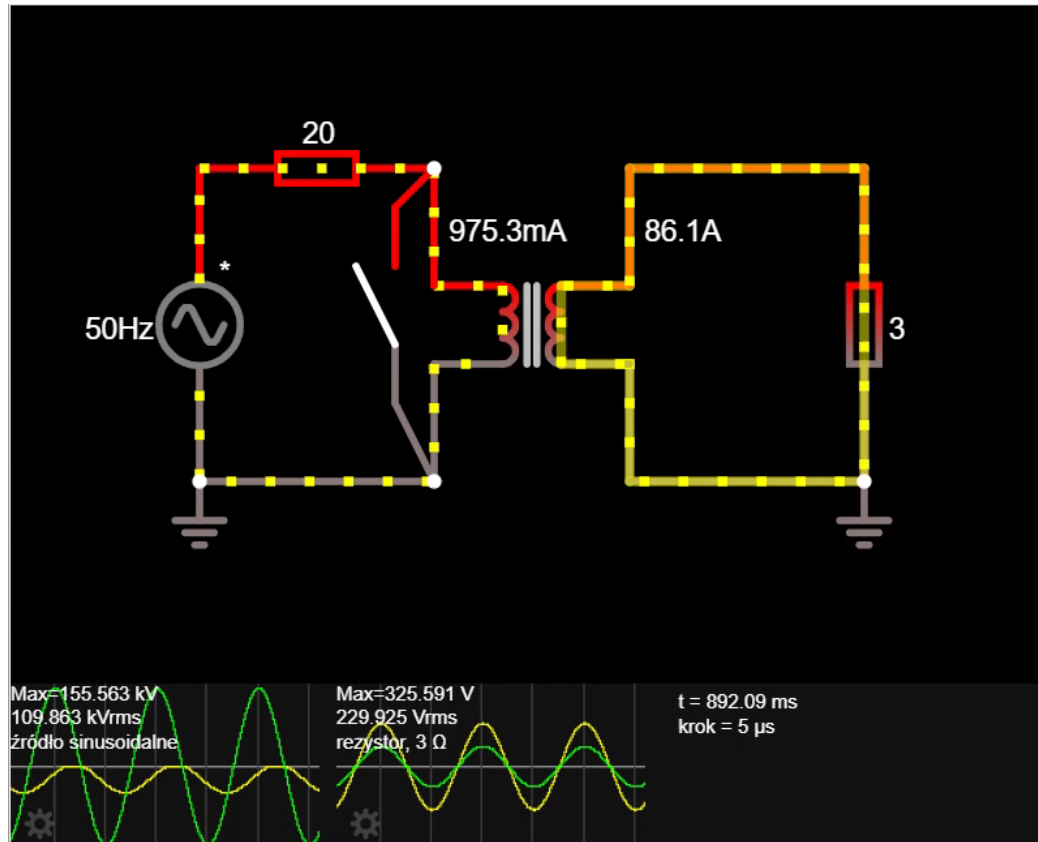 20
975.3mA
86.1A
*
50Hz
3
Max=155.563 kV
109.863 kVrms
źródło sinusoidalne
Max=325.591 V
229.925 Vrms
rezystor, 3 Ω
t = 892.09 ms
krok = 5 µs